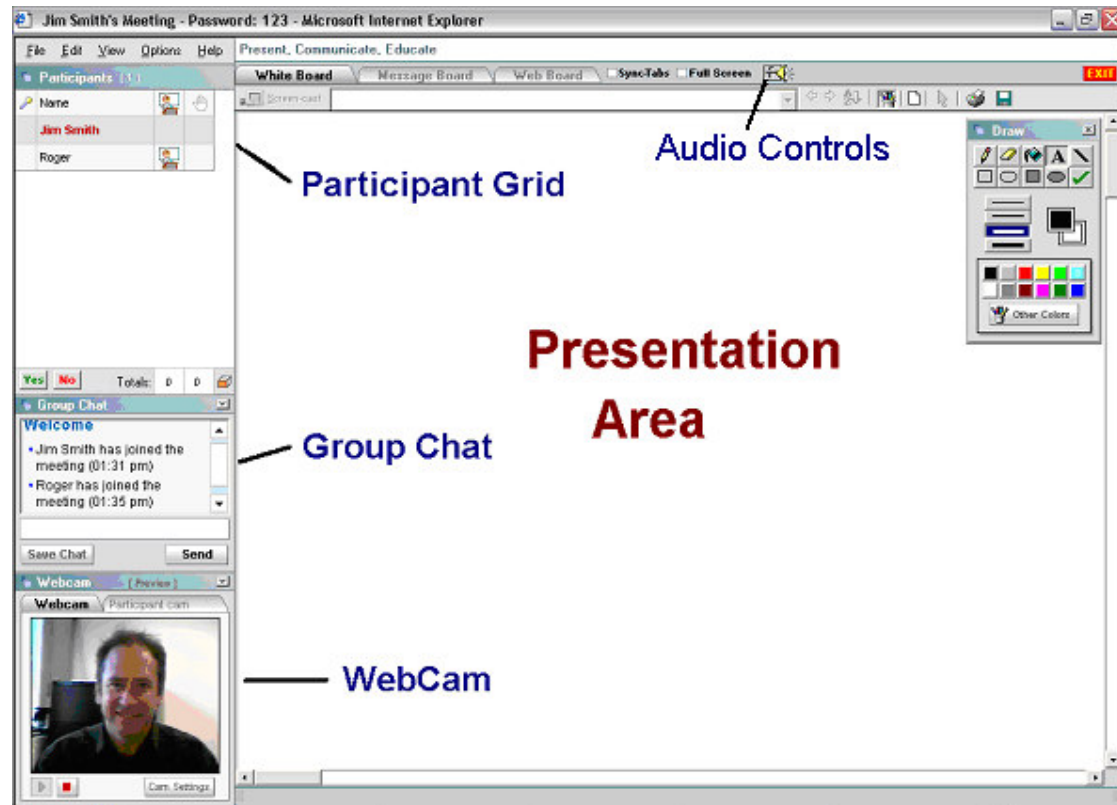 Jim Smith's Meeting - Password: 123 - Microsoft Internet Explorer
File Edit View Options Help
Present, Communicate, Educate
Participants (1)
White Board Message Board Web Board Sync-Tabs Full Screen
EXIT
Name
Screen-cast
Jim Smith
Roger
Audio Controls
Draw
A
Participant Grid
Other Colors
Presentation
Area
Yes No Totals: 0 0
Group Chat
Welcome
Jim Smith has joined the
meeting (01:31 pm)
Roger has joined the
meeting (01:35 pm)
Group Chat
Save Chat Send
Webcam [Preview]
Webcam Participant cam
WebCam
Cam. Settings